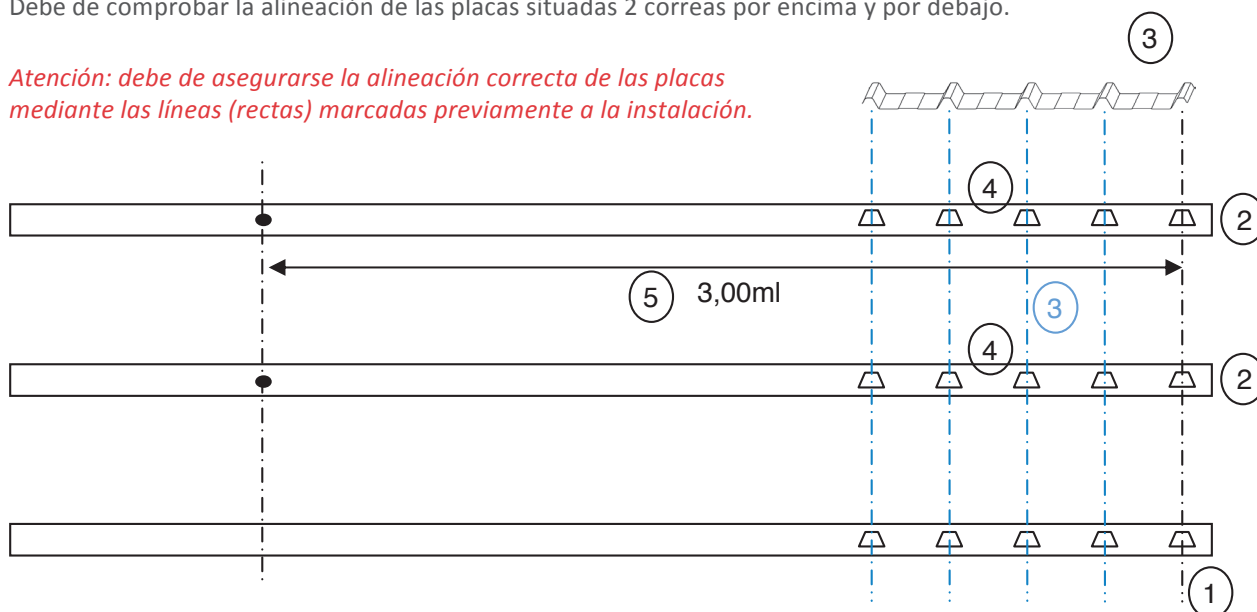 Debe de comprobar la alineación de las placas situadas 2 correas por encima y por debajo.
3
Atención: debe de asegurarse la alineación correcta de las placas
mediante las líneas (rectas) marcadas previamente a la instalación.
4
2
5 3,00ml
3
4
2
1